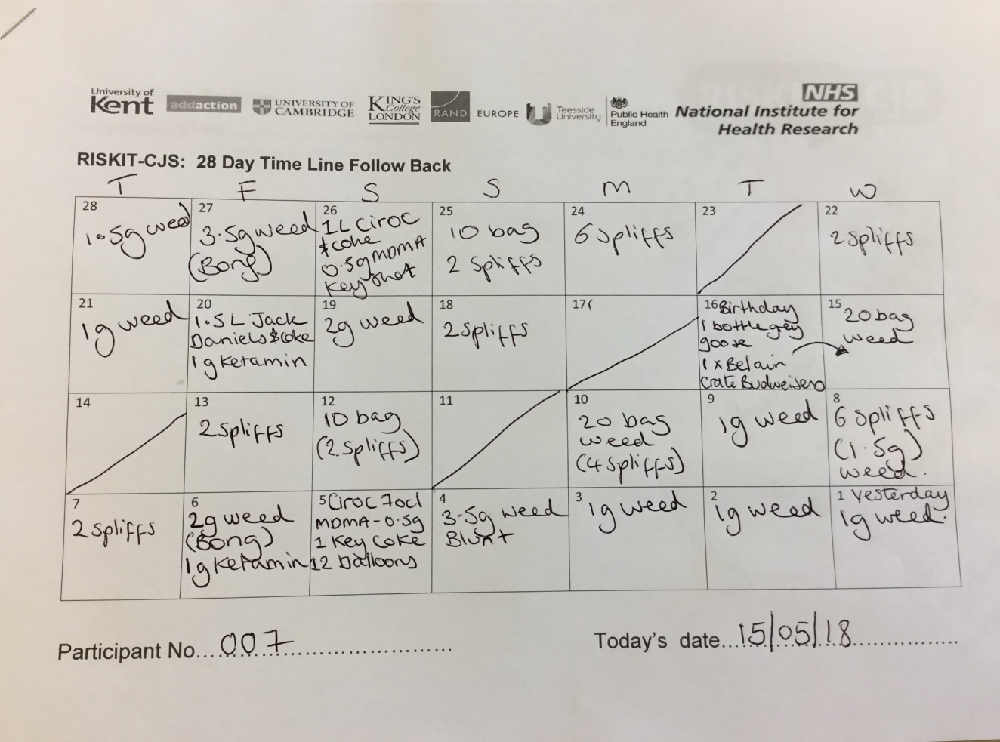 University of
Kent
addaction
UNIVERSITY OF
CAMBRIDGE
KING'S
College
LONDON
RAND EUROPE
Teesside
University
Public Health
England
NHS
National Institute for
Health Research
RISKIT-CJS: 28 Day Time Line Follow Back
T F S S M T W
28
1.5g weed
27
3.5g weed
(Bong)
26
1L Ciroc
& coke
0.5g MDMA
Key shot
25
10 bag
2 Spliffs
24
6 Spliffs
23
22
2 Spliffs
21
1g weed
20
1.5 L Jack
Daniels & Coke
1g Ketamin
19
2g weed
18
2 Spliffs
17
16 Birthday
1 bottle grey
goose
1 x Belair
Crate Budweisers
15
20 bag
weed
14
13
2 Spliffs
12
10 bag
(2 Spliffs)
11
10
20 bag
weed
(4 Spliffs)
9
1g weed
8
6 Spliffs
(1.5g)
weed.
7
2 Spliffs
6
2g weed
(Bong)
1g Ketamin
5 Ciroc 70cl
MDMA - 0.5g
1 Key Coke
12 balloons
4
3.5g weed
Blunt
3
1g weed
2
1g weed
1 Yesterday
1g weed.
Participant No... 007
Today's date... 15/05/18